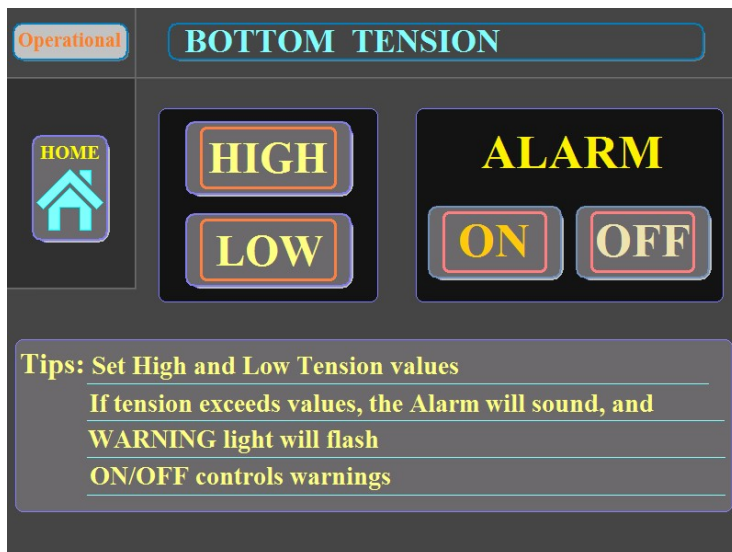 Operational
BOTTOM TENSION
HOME
HIGH
LOW
ALARM
ON OFF
Tips: Set High and Low Tension values
If tension exceeds values, the Alarm will sound, and
WARNING light will flash
ON/OFF controls warnings